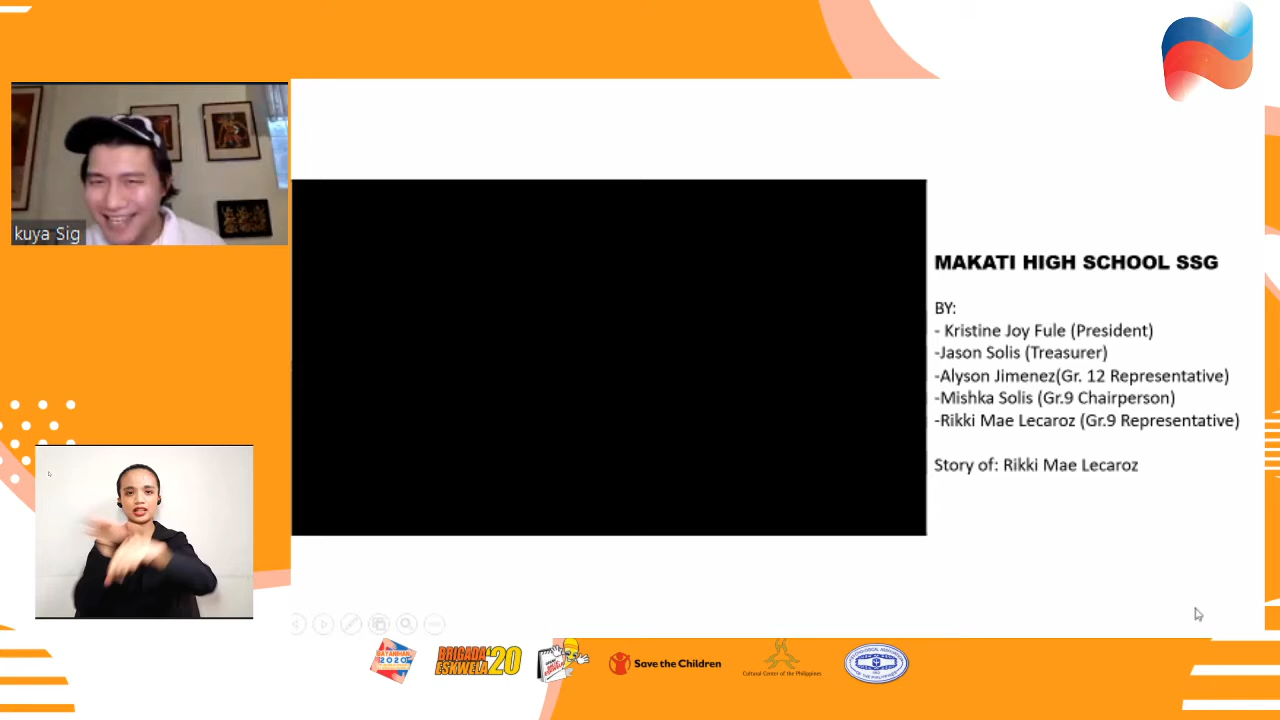 kuya Sig
MAKATI HIGH SCHOOL SSG
BY:
- Kristine Joy Fule (President)
-Jason Solis (Treasurer)
-Alyson Jimenez(Gr. 12 Representative)
-Mishka Solis (Gr.9 Chairperson)
-Rikki Mae Lecaroz (Gr.9 Representative)
Story of: Rikki Mae Lecaroz
BAYANIHAN
2020
BRIGADA
ESKWELA
'20
Save the Children
Cultural Center of the Philippines